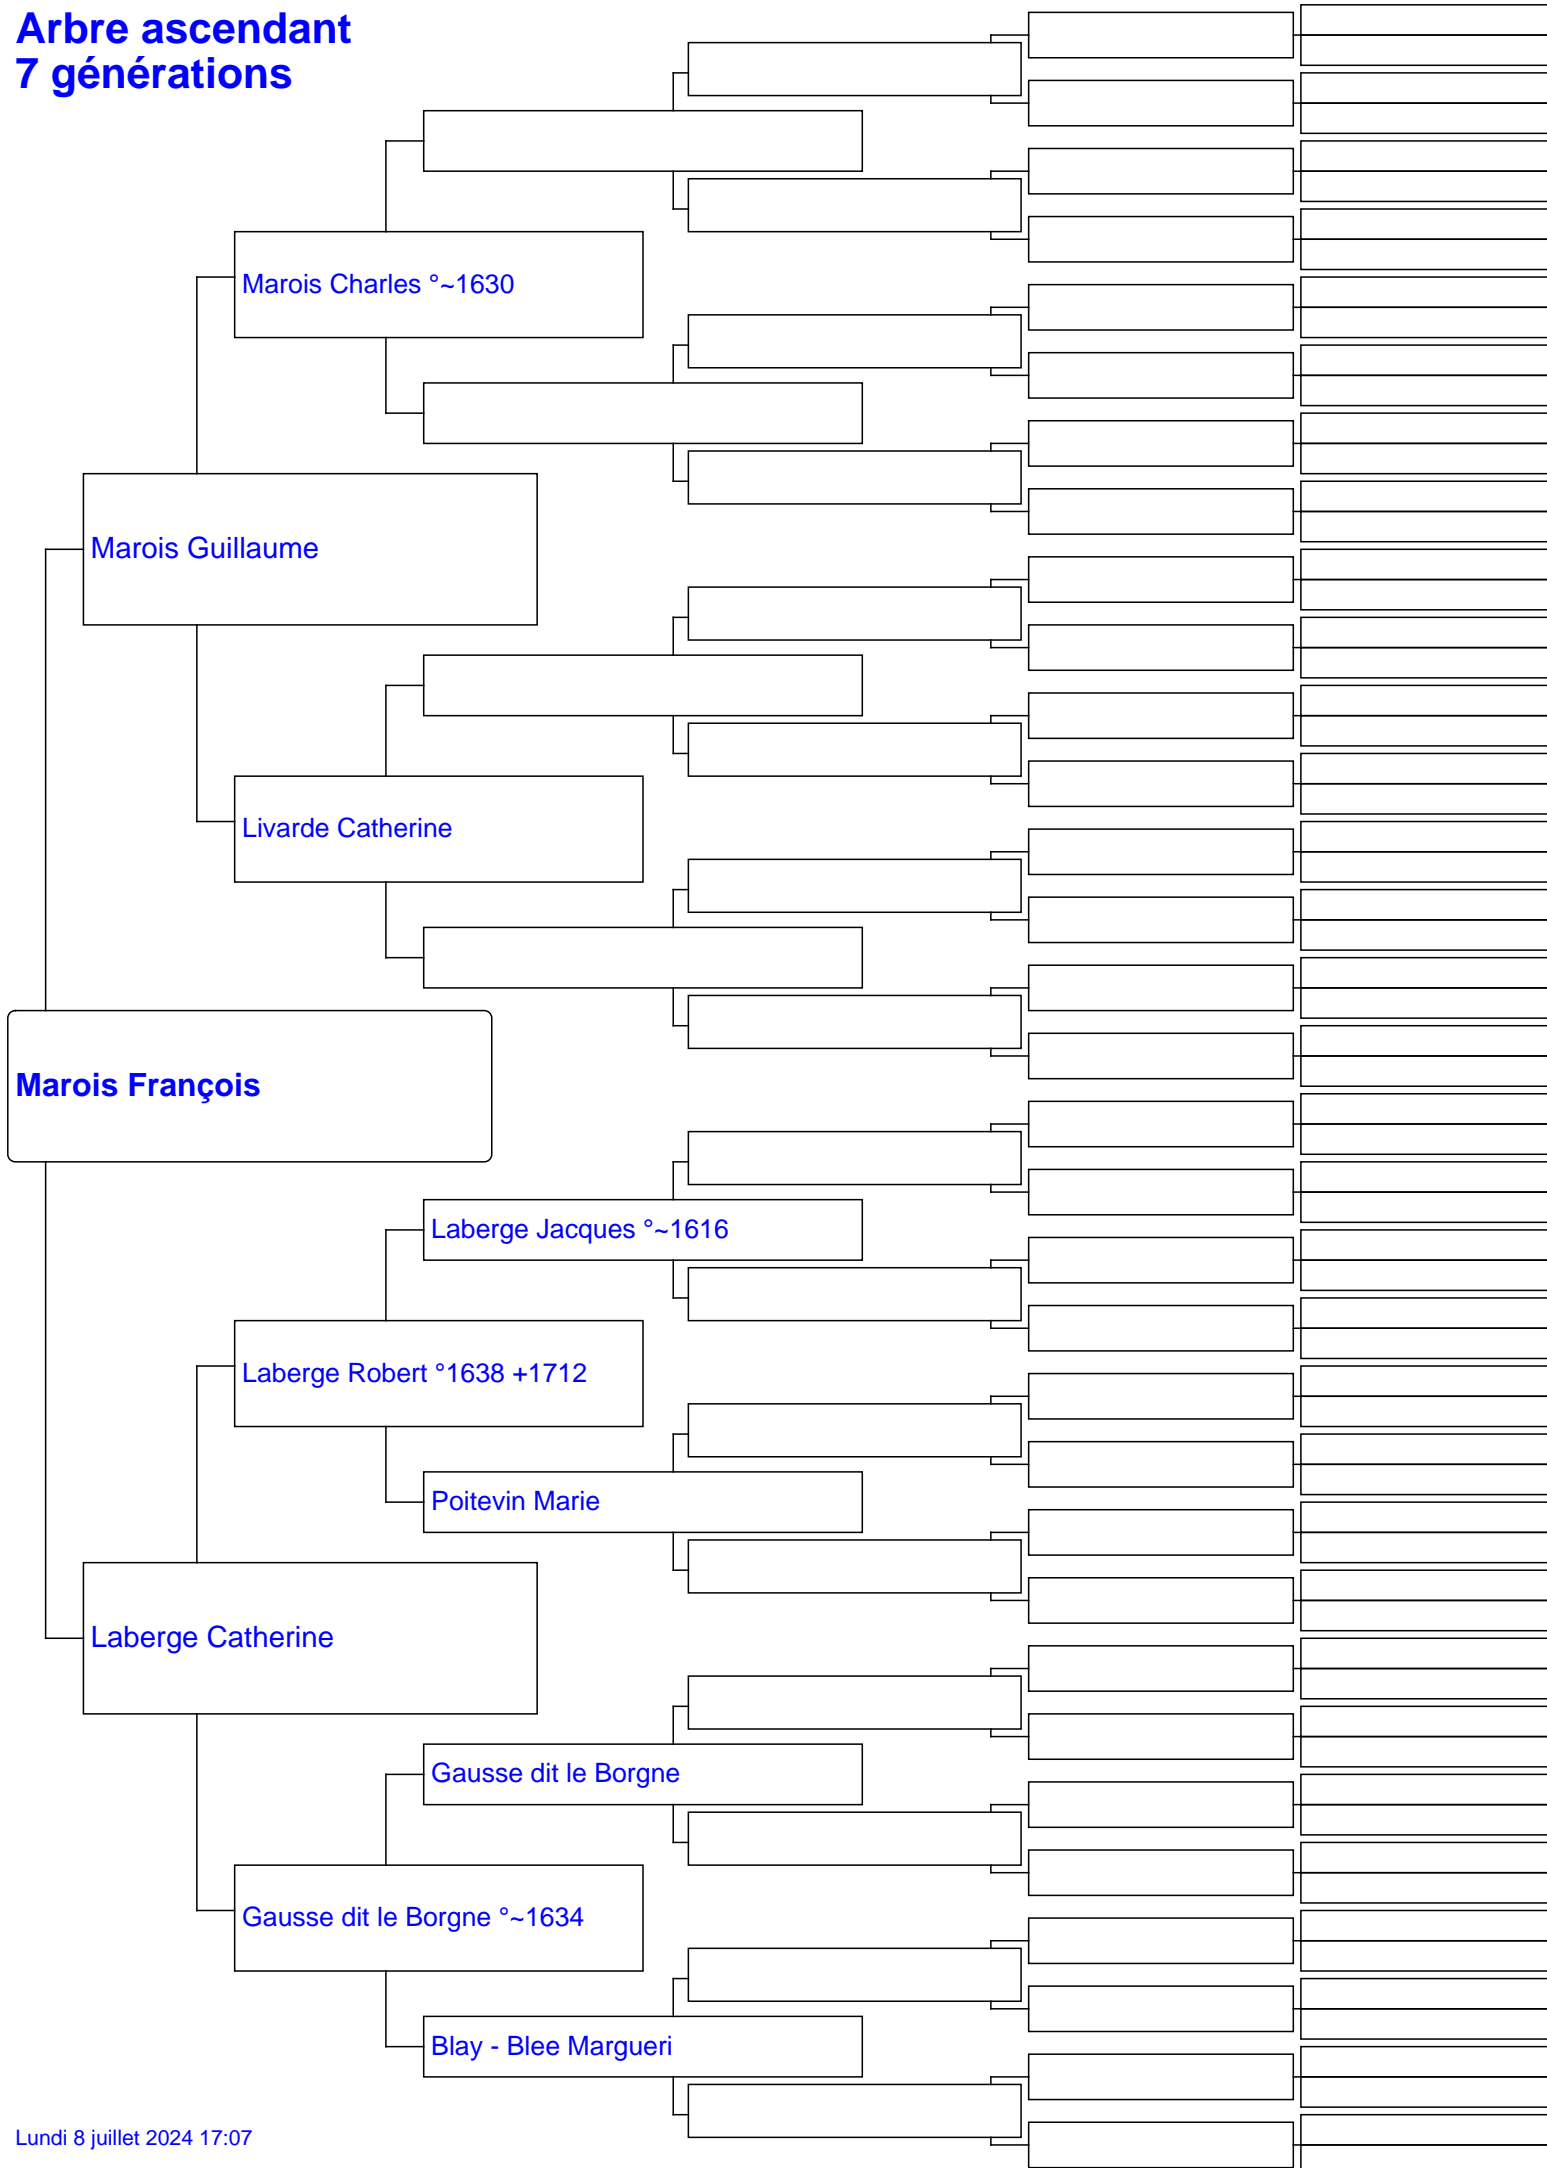 Arbre ascendant
7 générations
Marois Charles °~1630
Marois Guillaume
Livarde Catherine
Marois François
Laberge Jacques °~1616
Laberge Robert °1638 +1712
Poitevin Marie
Laberge Catherine
Gausse dit le Borgne
Gausse dit le Borgne °~1634
Blay - Blee Margueri
Lundi 8 juillet 2024 17:07